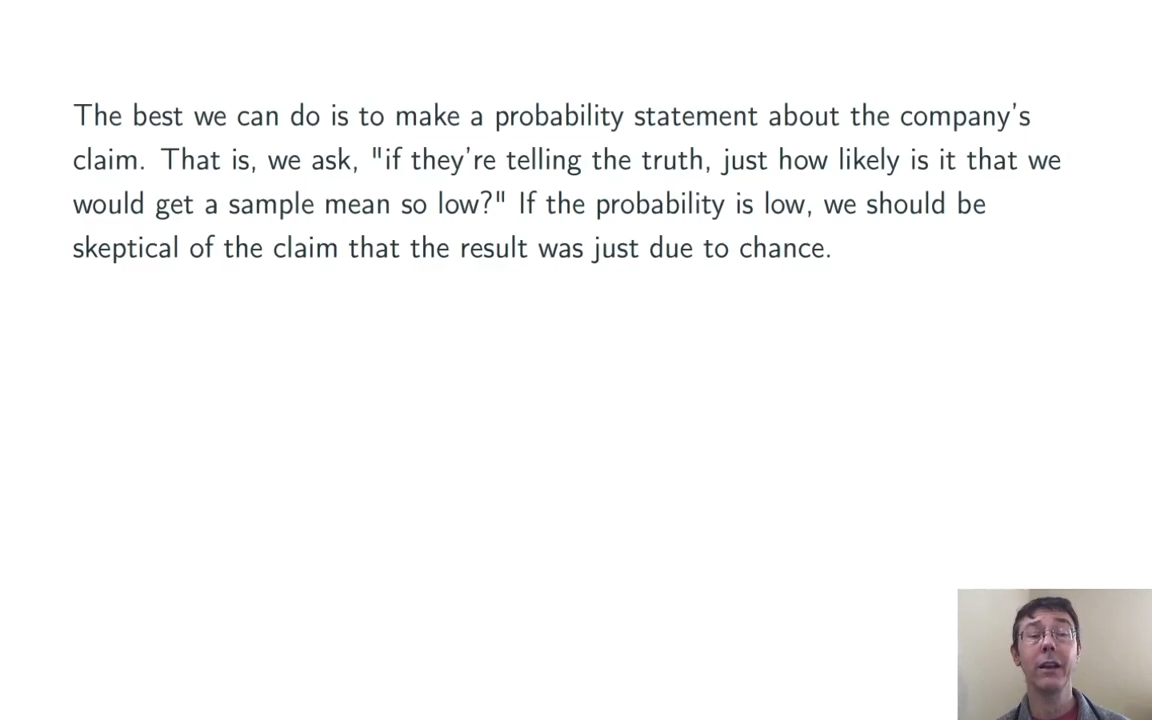 The best we can do is to make a probability statement about the company's
claim. That is, we ask, "if they're telling the truth, just how likely is it that we
would get a sample mean so low?" If the probability is low, we should be
skeptical of the claim that the result was just due to chance.